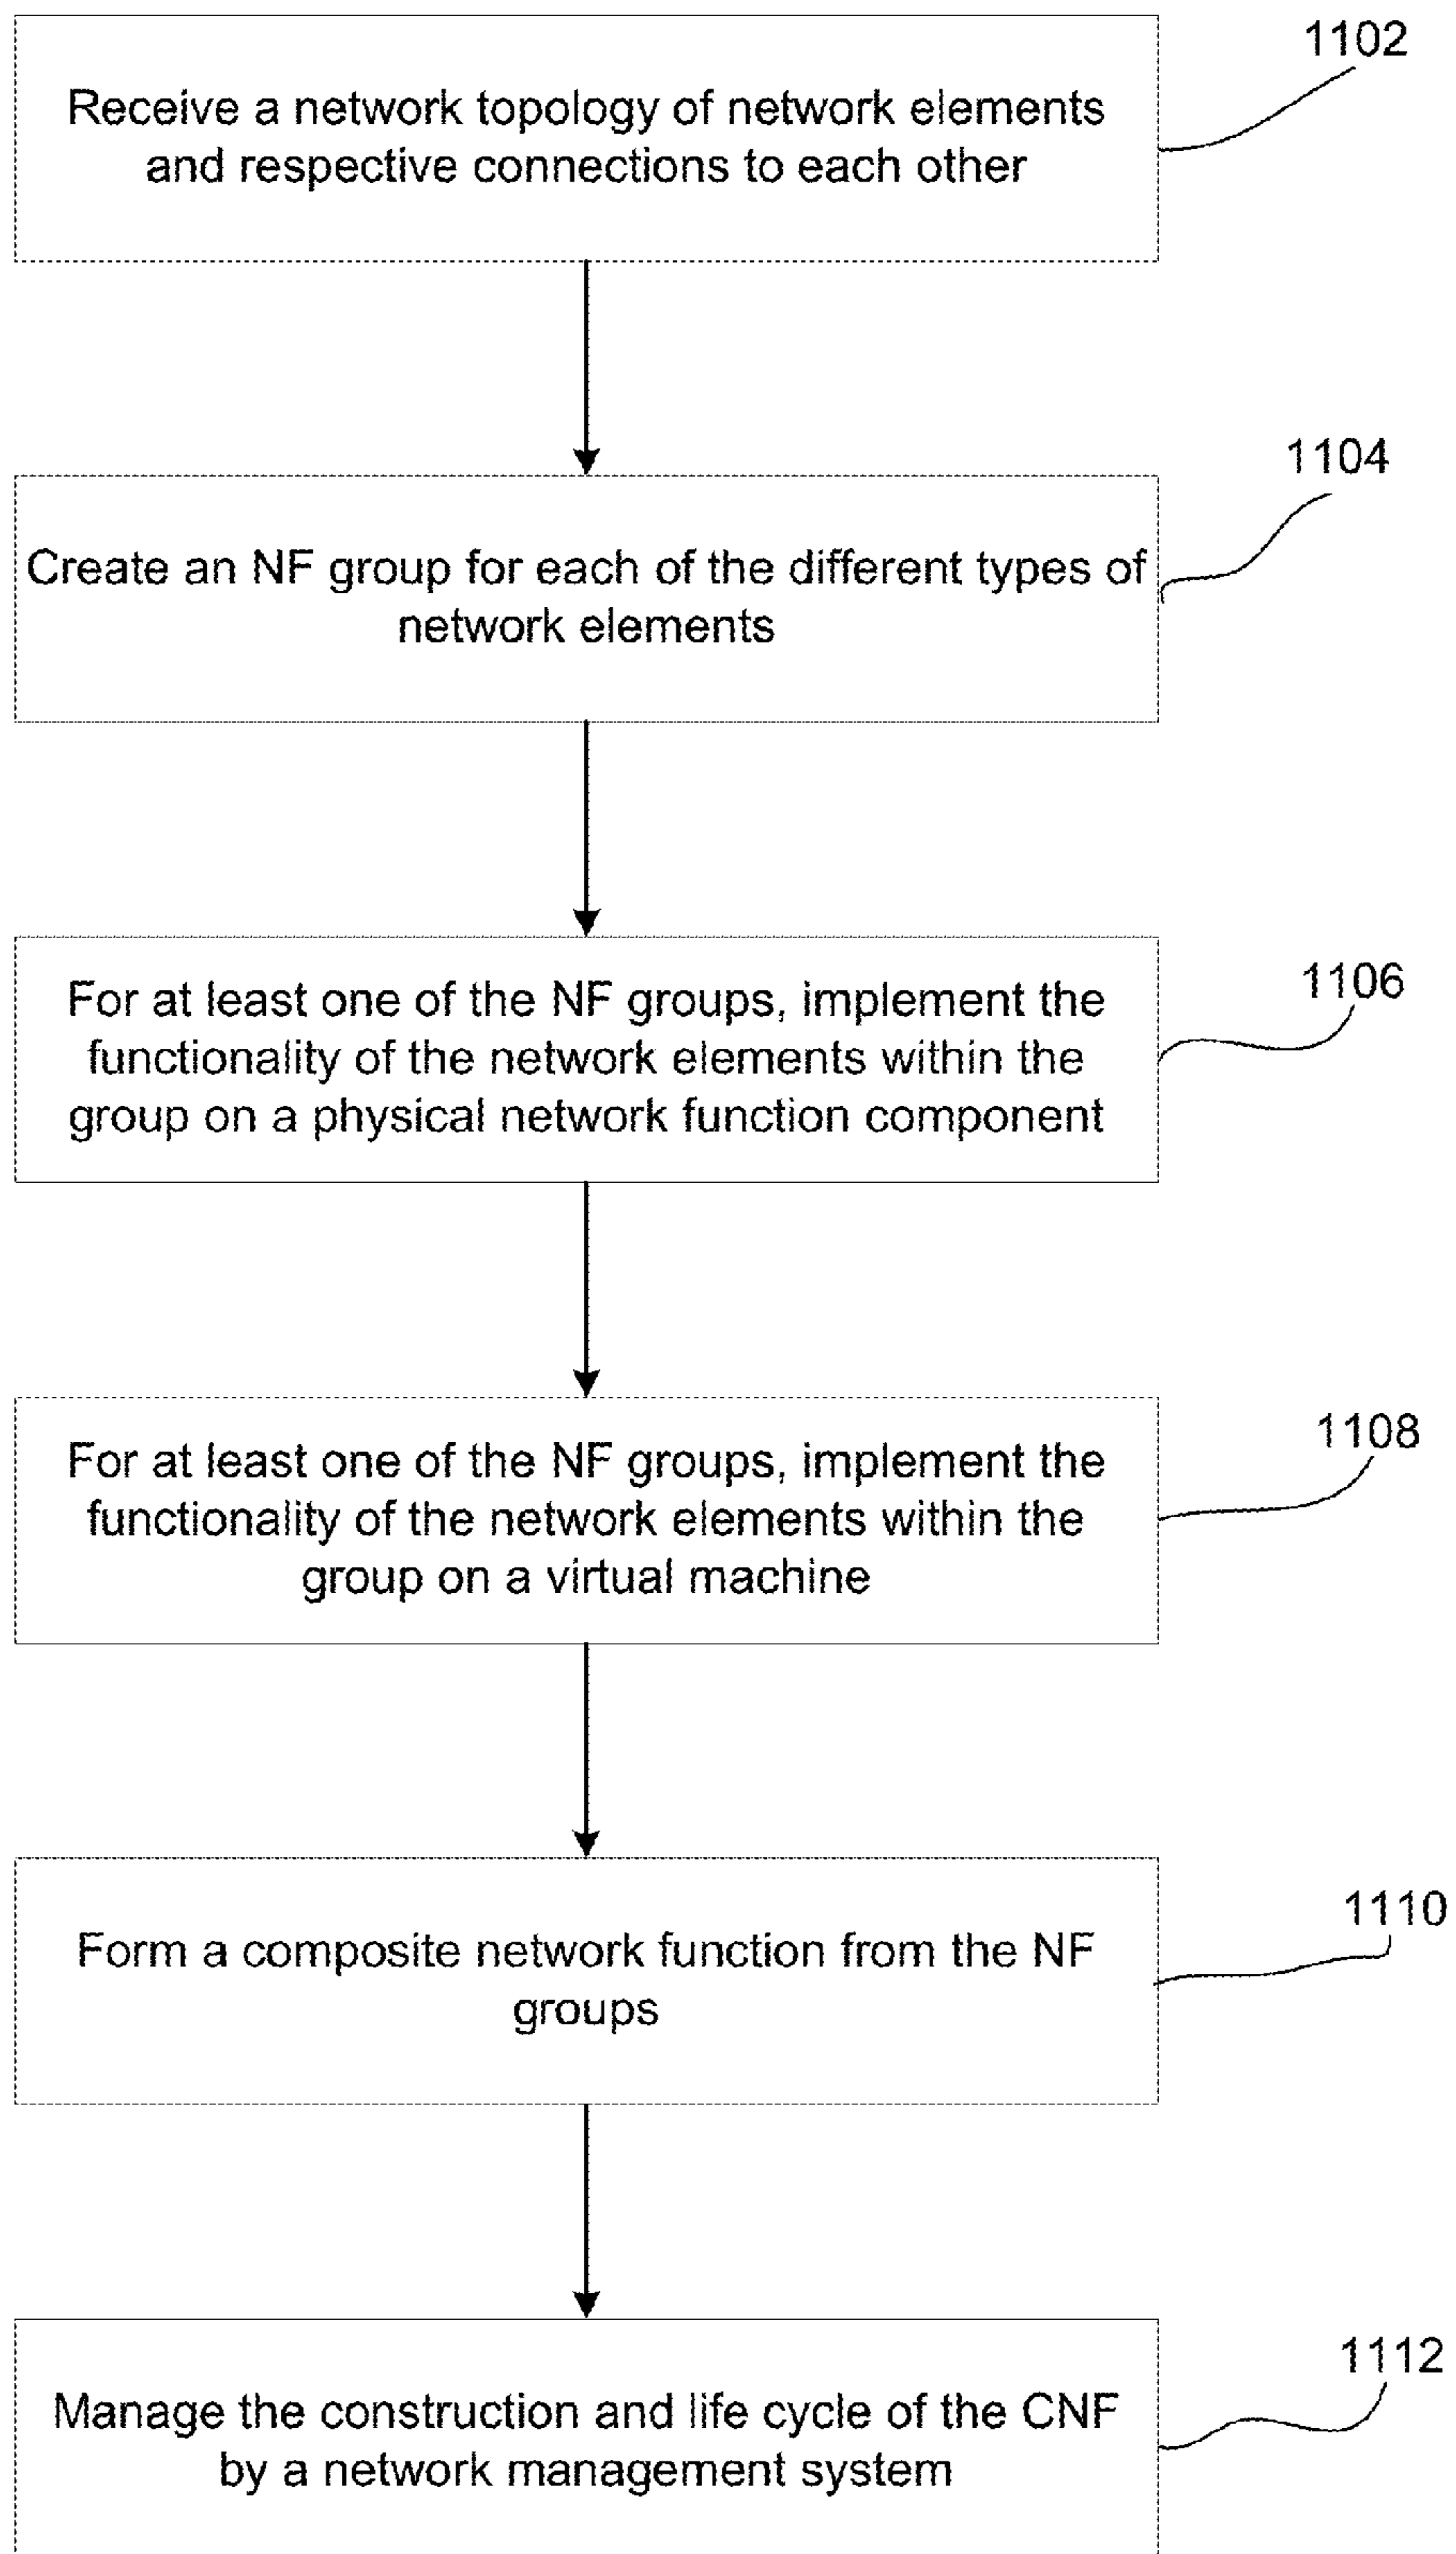 1102
Receive a network topology of network elements
and respective connections to each other
1104
Create an NF group for each of the different types of
network elements
1106
For at least one of the NF groups, implement the
functionality of the network elements within the
group on a physical network function component
1108
For at least one of the NF groups, implement the
functionality of the network elements within the
group on a virtual machine
1110
Form a composite network function from the NF
groups
1112
Manage the construction and life cycle of the CNF
by a network management system